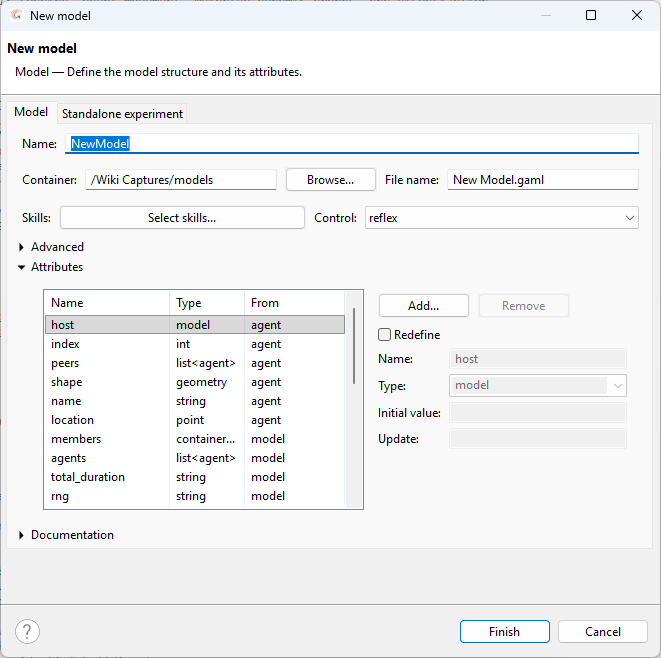 New model
New model
Model — Define the model structure and its attributes.
Model Standalone experiment
Name: NewModel
Container: /Wiki Captures/models Browse... File name: New Model.gaml
Skills: Select skills... Control: reflex
Advanced
Attributes
Name Type From
host model agent
index int agent
peers list<agent> agent
shape geometry agent
name string agent
location point agent
members container... model
agents list<agent> model
total_duration string model
rng string model
Add... Remove
Redefine
Name: host
Type: model
Initial value:
Update:
Documentation
?
Finish Cancel